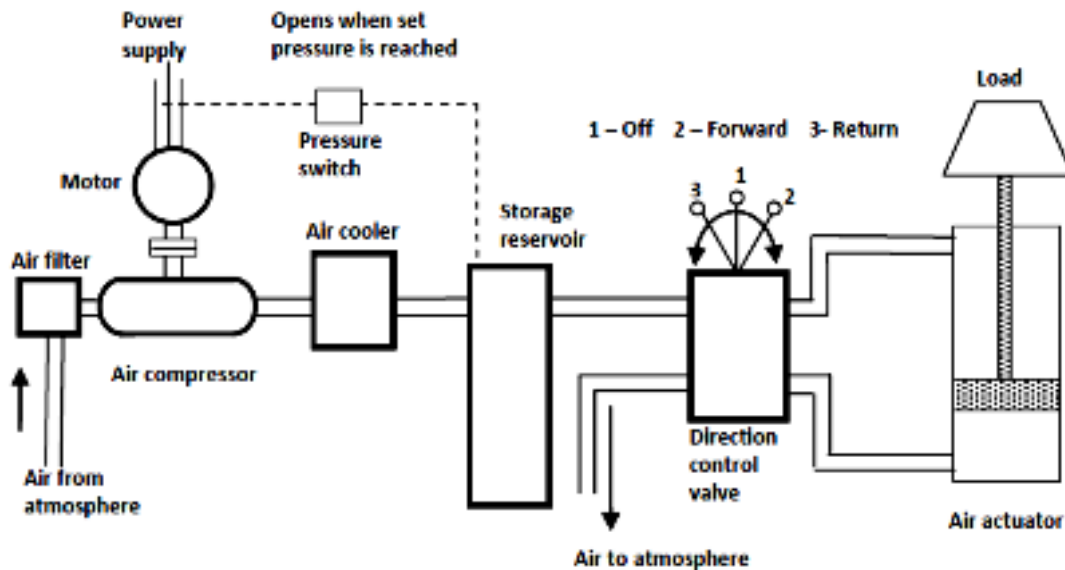 Power
supply
Opens when set
pressure is reached
Load
1 – Off 2 – Forward 3- Return
Pressure
switch
Motor
1
3
2
Storage
reservoir
Air cooler
Air filter
Air compressor
Direction
control
valve
Air from
atmosphere
Air actuator
Air to atmosphere